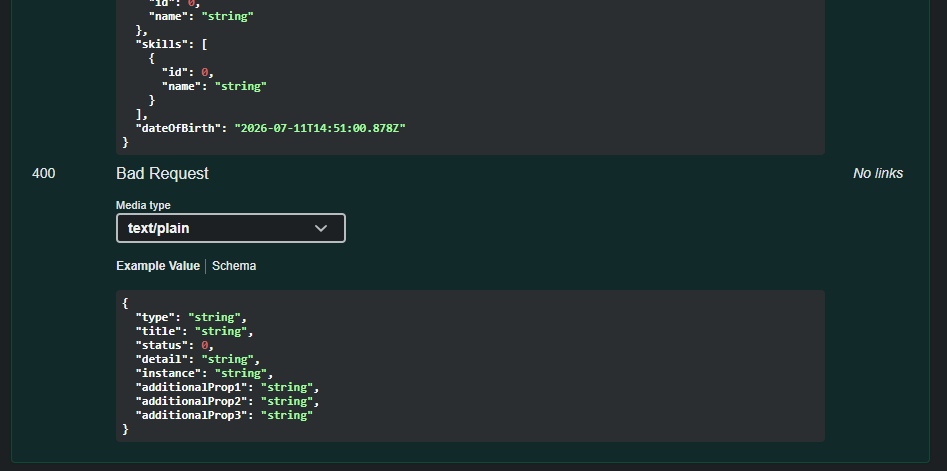 "id": 0,
"name": "string"
},
"skills": [
{
"id": 0,
"name": "string"
}
],
"dateOfBirth": "2026-07-11T14:51:00.878Z"
}
400 Bad Request No links
Media type
text/plain
Example Value | Schema
{
"type": "string",
"title": "string",
"status": 0,
"detail": "string",
"instance": "string",
"additionalProp1": "string",
"additionalProp2": "string",
"additionalProp3": "string"
}